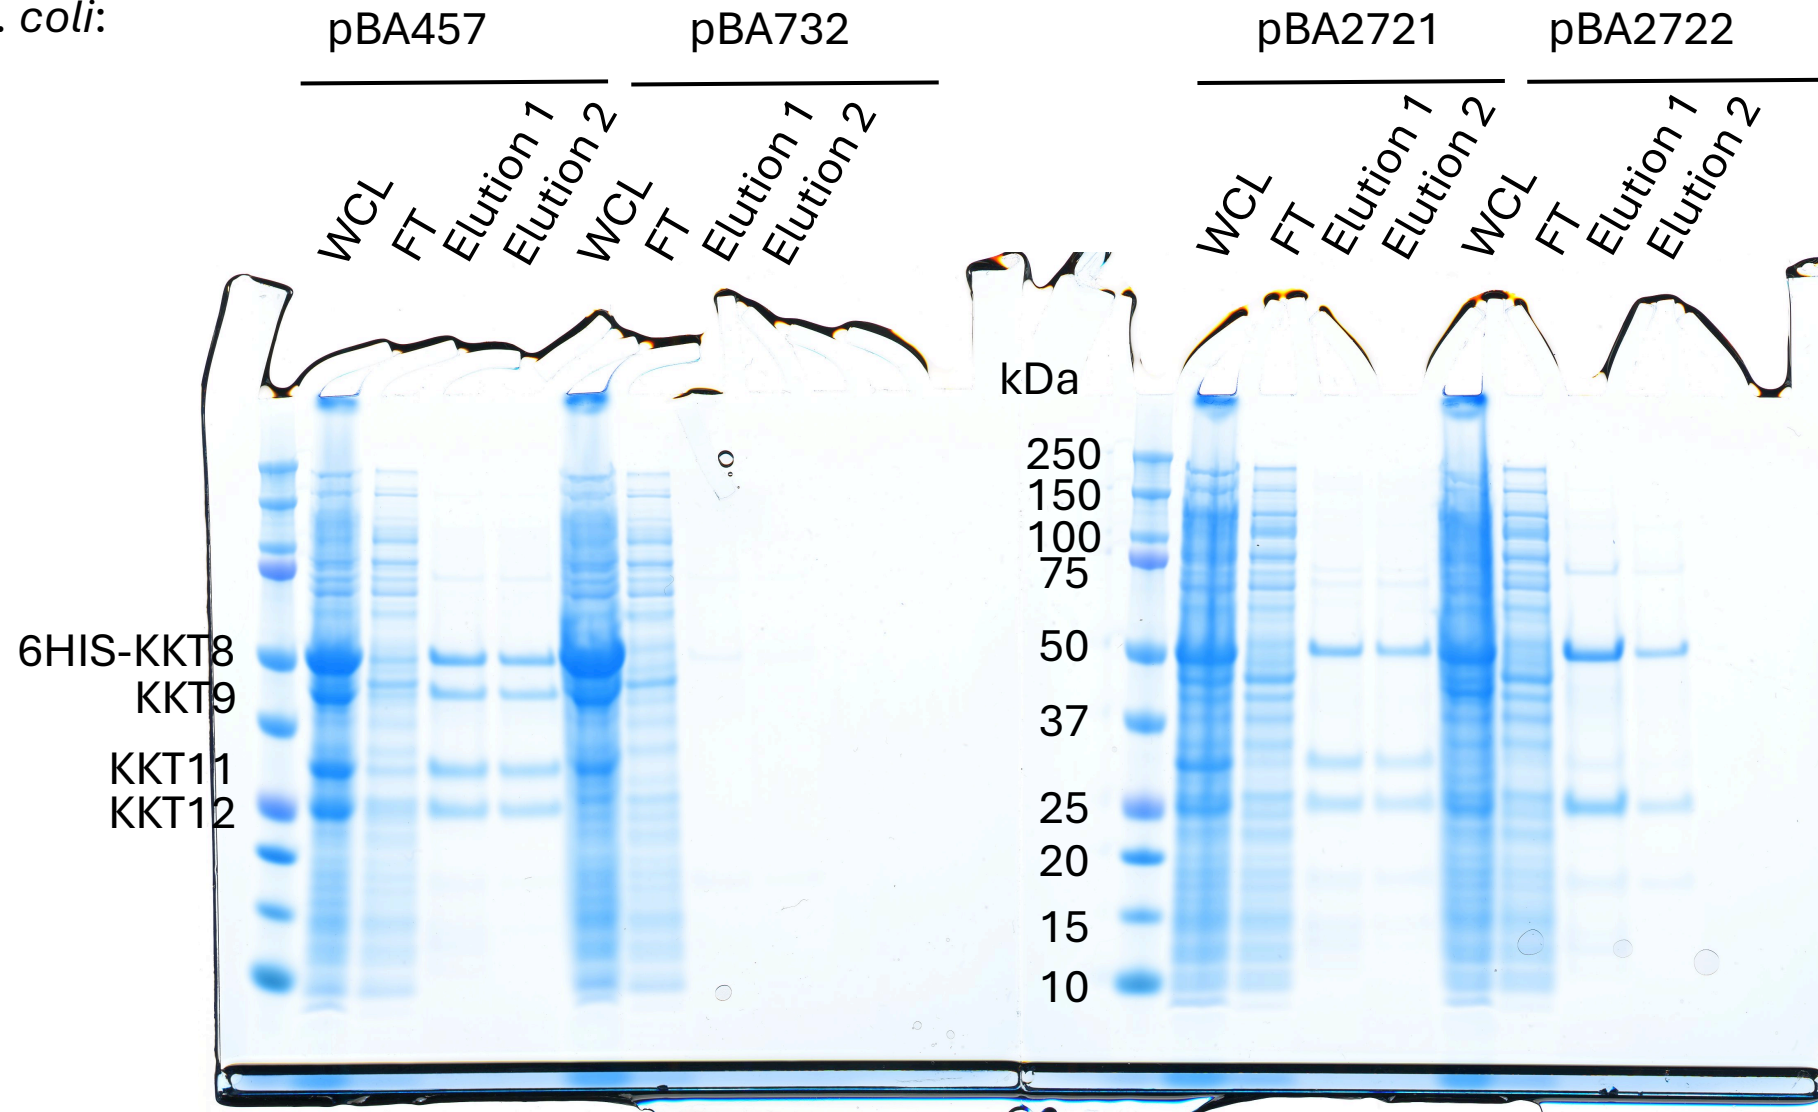 . coli:
pBA457 pBA732 pBA2721 pBA2722
WCL FT Elution 1 Elution 2 WCL FT Elution 1 Elution 2 WCL FT Elution 1 Elution 2 WCL FT Elution 1 Elution 2
kDa
250
150
100
75
6HIS-KKT8 50
KKT9 37
KKT11
KKT12 25
20
15
10